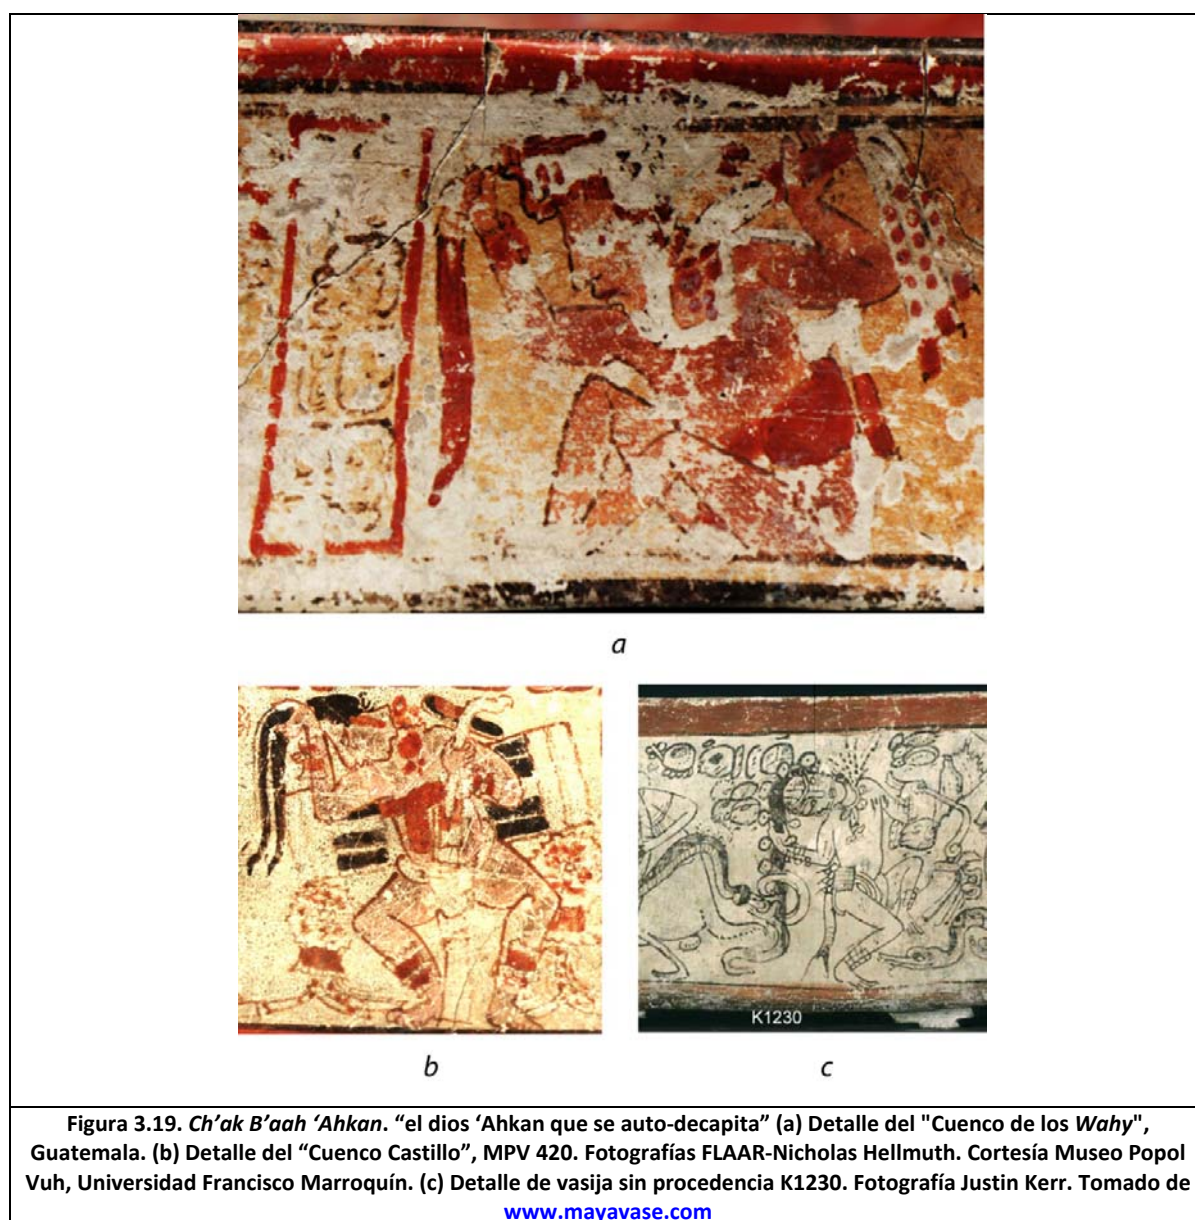 a
K1230
b
c
Figura 3.19. Ch’ak B’aah ‘Ahkan. “el dios ‘Ahkan que se auto-decapita” (a) Detalle del "Cuenco de los Wahy",
Guatemala. (b) Detalle del “Cuenco Castillo”, MPV 420. Fotografías FLAAR-Nicholas Hellmuth. Cortesía Museo Popol
Vuh, Universidad Francisco Marroquín. (c) Detalle de vasija sin procedencia K1230. Fotografía Justin Kerr. Tomado de
www.mayavase.com